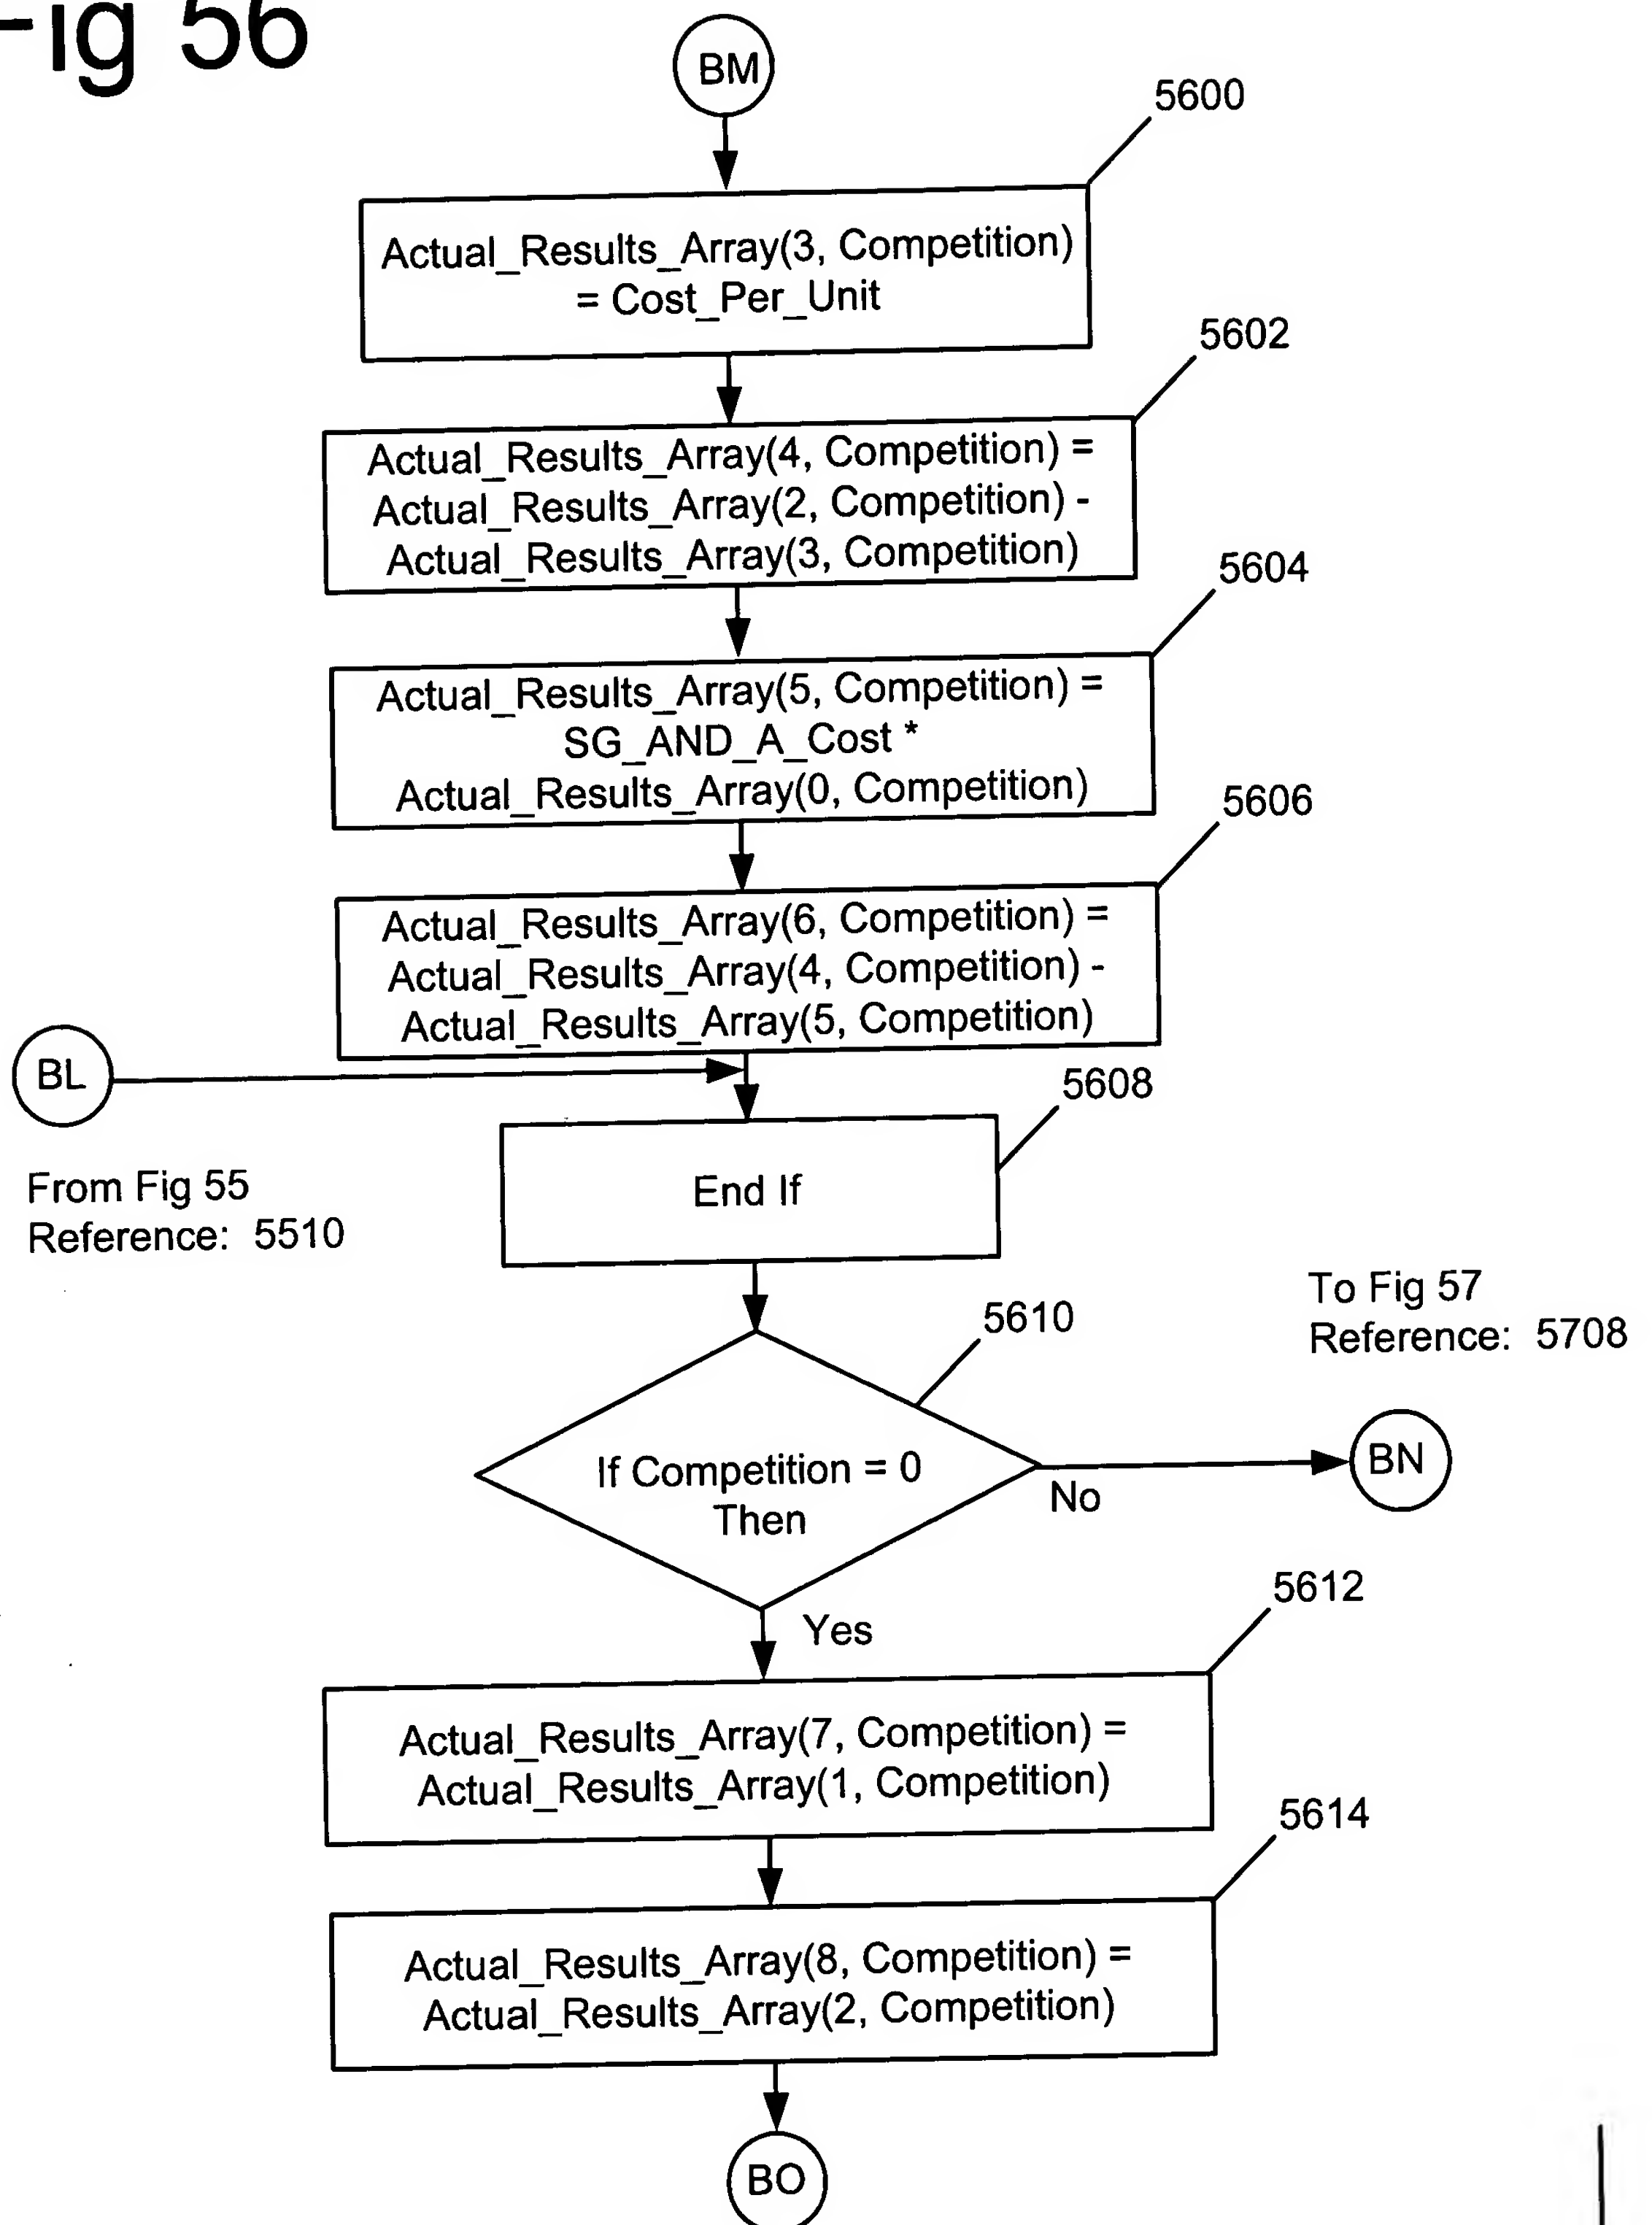 Fig 56
BM
5600
Actual_Results_Array(3, Competition)
= Cost_Per_Unit
5602
Actual_Results_Array(4, Competition) =
Actual_Results_Array(2, Competition) -
Actual_Results_Array(3, Competition)
5604
Actual_Results_Array(5, Competition) =
SG_AND_A_Cost *
Actual_Results_Array(0, Competition)
5606
Actual_Results_Array(6, Competition) =
Actual_Results_Array(4, Competition) -
Actual_Results_Array(5, Competition)
BL
From Fig 55
Reference: 5510
5608
End If
To Fig 57
Reference: 5708
5610
If Competition = 0
Then
No
BN
Yes
5612
Actual_Results_Array(7, Competition) =
Actual_Results_Array(1, Competition)
5614
Actual_Results_Array(8, Competition) =
Actual_Results_Array(2, Competition)
BO